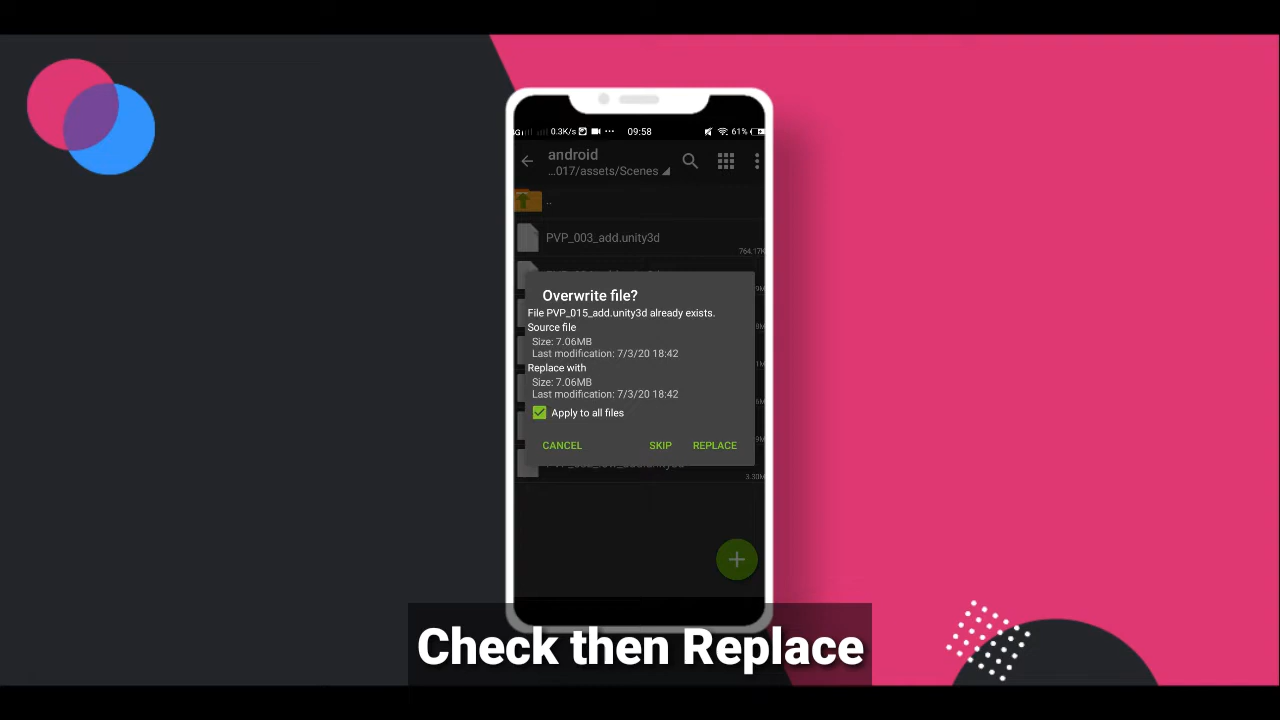 0.3K/s
09:58
61%
android
...017/assets/Scenes
..
PVP_003_add.unity3d
764.17K
Overwrite file?
File PVP_015_add.unity3d already exists.
Source file
Size: 7.06MB
Last modification: 7/3/20 18:42
Replace with
Size: 7.06MB
Last modification: 7/3/20 18:42
Apply to all files
CANCEL
SKIP
REPLACE
3.30M
Check then Replace